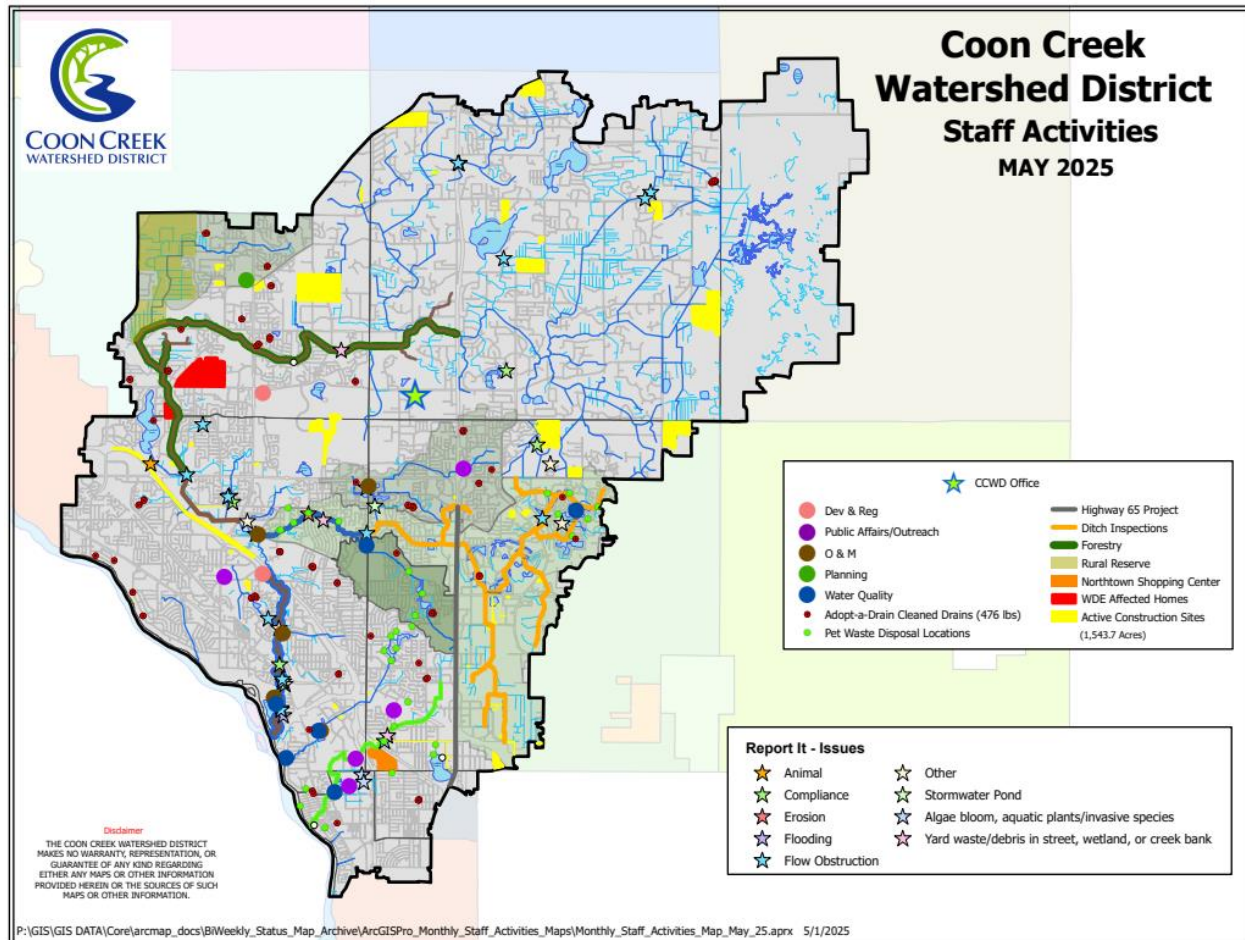 COON CREEK
WATERSHED DISTRICT
Coon Creek
Watershed District
Staff Activities
MAY 2025
CCWD Office
Dev & Reg
Public Affairs/Outreach
O & M
Planning
Water Quality
Adopt-a-Drain Cleaned Drains (476 lbs)
Pet Waste Disposal Locations
Highway 65 Project
Ditch Inspections
Forestry
Rural Reserve
Northtown Shopping Center
WDE Affected Homes
Active Construction Sites
(1,543.7 Acres)
Report It - Issues
Animal
Compliance
Erosion
Flooding
Flow Obstruction
Other
Stormwater Pond
Algae bloom, aquatic plants/invasive species
Yard waste/debris in street, wetland, or creek bank
Disclaimer
THE COON CREEK WATERSHED DISTRICT
MAKES NO WARRANTY, REPRESENTATION, OR
GUARANTEE OF ANY KIND REGARDING
EITHER ANY MAPS OR OTHER INFORMATION
PROVIDED HEREIN OR THE SOURCES OF SUCH
MAPS OR OTHER INFORMATION.
P:\GIS\GIS DATA\Core\arcmap_docs\BiWeekly_Status_Map_Archive\ArcGISPro_Monthly_Staff_Activities_Maps\Monthly_Staff_Activities_Map_May_25.aprx 5/1/2025